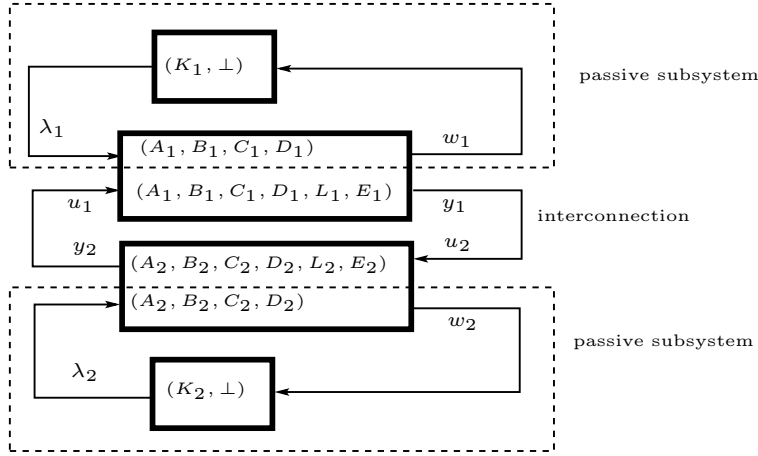 (K₁, ⊥)
passive subsystem
λ₁
w₁
(A₁, B₁, C₁, D₁)
(A₁, B₁, C₁, D₁, L₁, E₁)
u₁
y₁
interconnection
y₂
u₂
(A₂, B₂, C₂, D₂, L₂, E₂)
(A₂, B₂, C₂, D₂)
w₂
passive subsystem
λ₂
(K₂, ⊥)